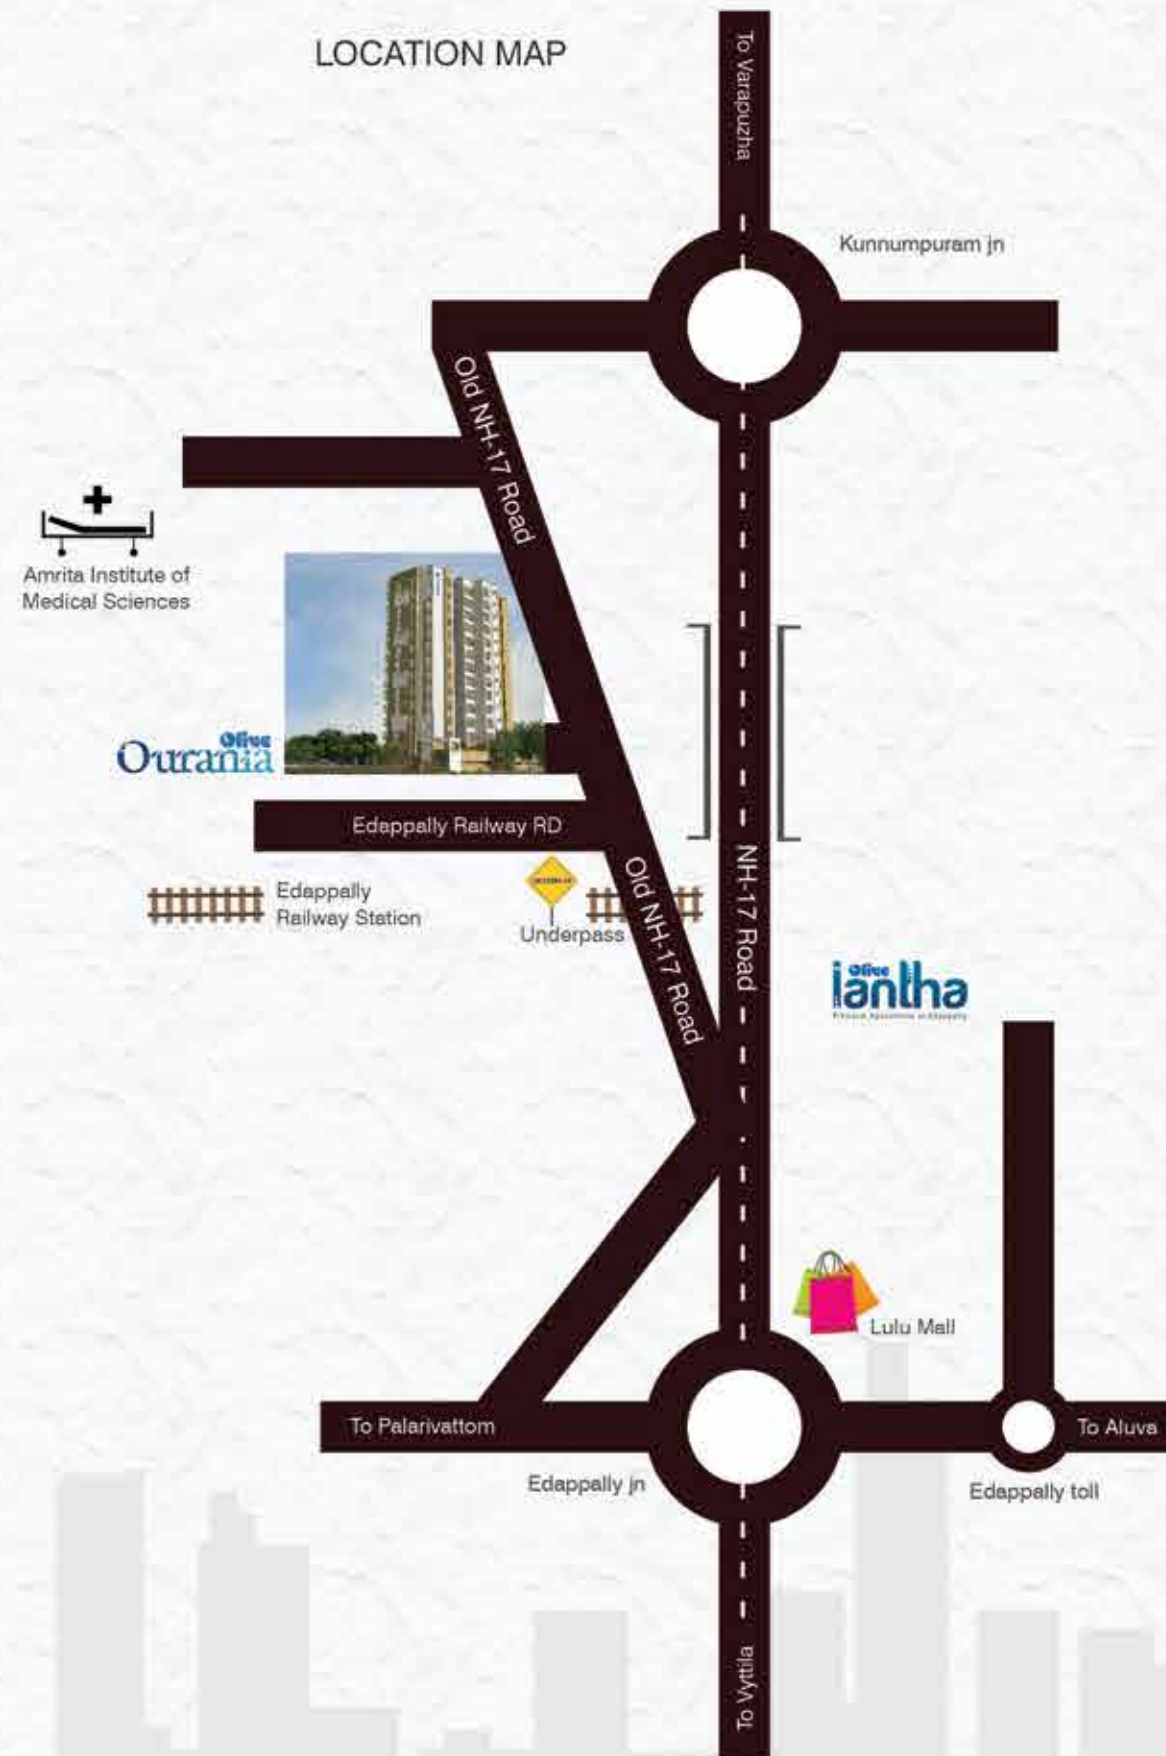 LOCATION MAP
To Varapuzha
Kunnumpuram jn
Old NH-17 Road
Amrita Institute of
Medical Sciences
Olive
Ourania
Edappally Railway RD
Edappally
Railway Station
Underpass
Old NH-17 Road
NH-17 Road
Olive
iantha
Lulu Mall
To Palarivattom
To Aluva
Edappally jn
Edappally toll
To Vyttila